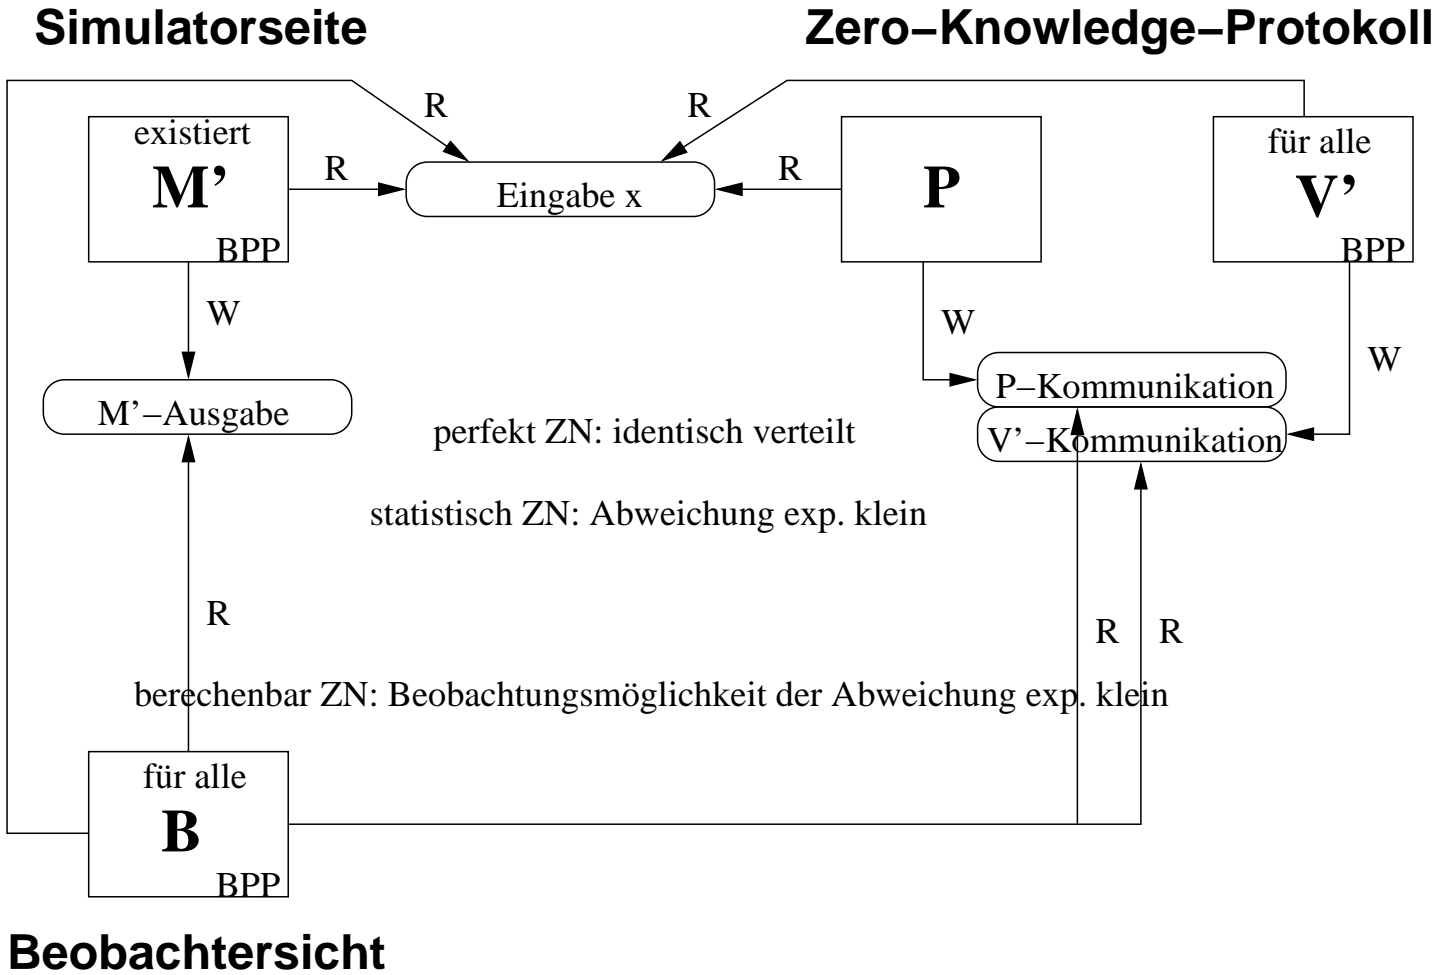 Simulatorseite
Zero−Knowledge−Protokoll
R
R
existiert
M’
BPP
R
Eingabe x
R
P
für alle
V’
BPP
W
W
W
M’−Ausgabe
P−Kommunikation
V’−Kommunikation
perfekt ZN: identisch verteilt
statistisch ZN: Abweichung exp. klein
R
R
R
berechenbar ZN: Beobachtungsmöglichkeit der Abweichung exp. klein
für alle
B
BPP
Beobachtersicht